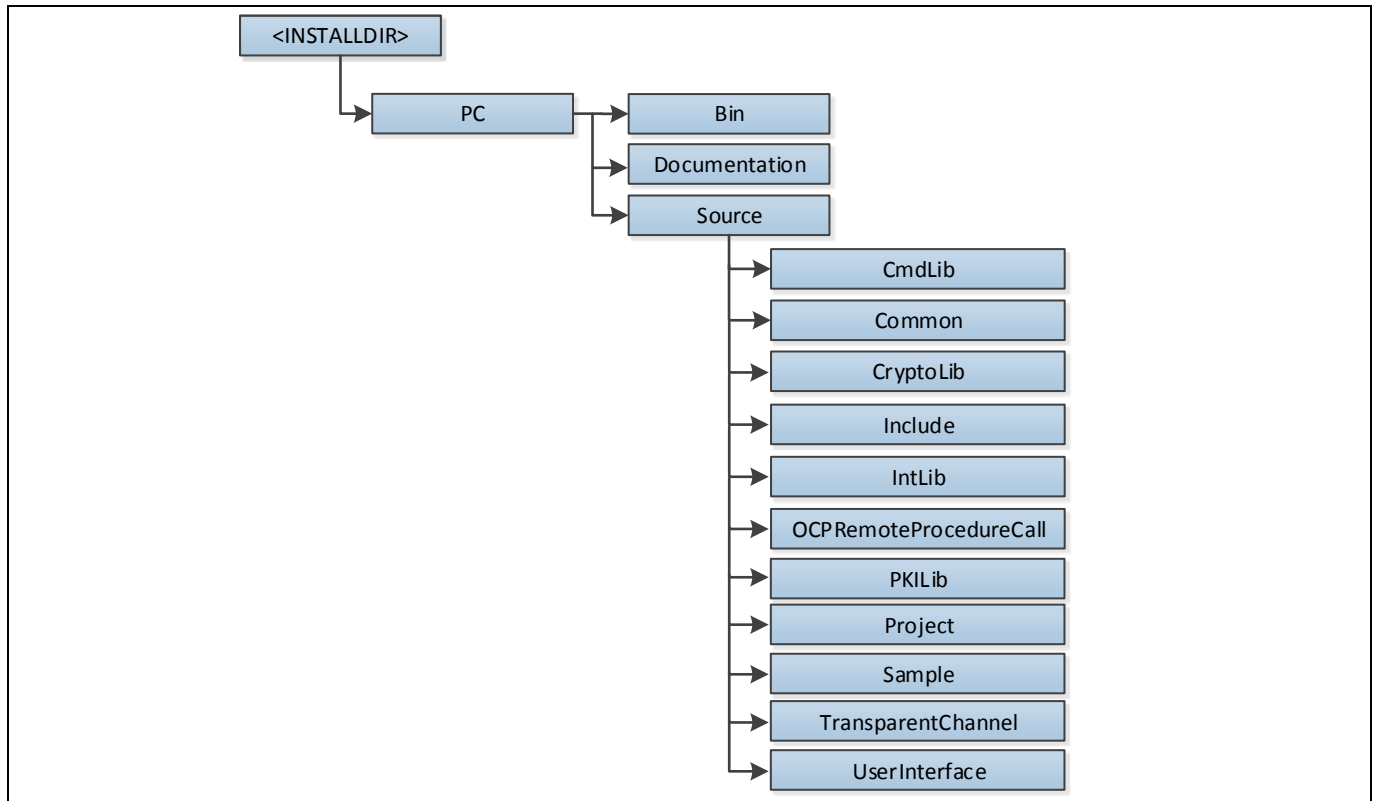 <INSTALLDIR>
PC
Bin
Documentation
Source
CmdLib
Common
CryptoLib
Include
IntLib
OCPRemoteProcedureCall
PKILib
Project
Sample
TransparentChannel
UserInterface